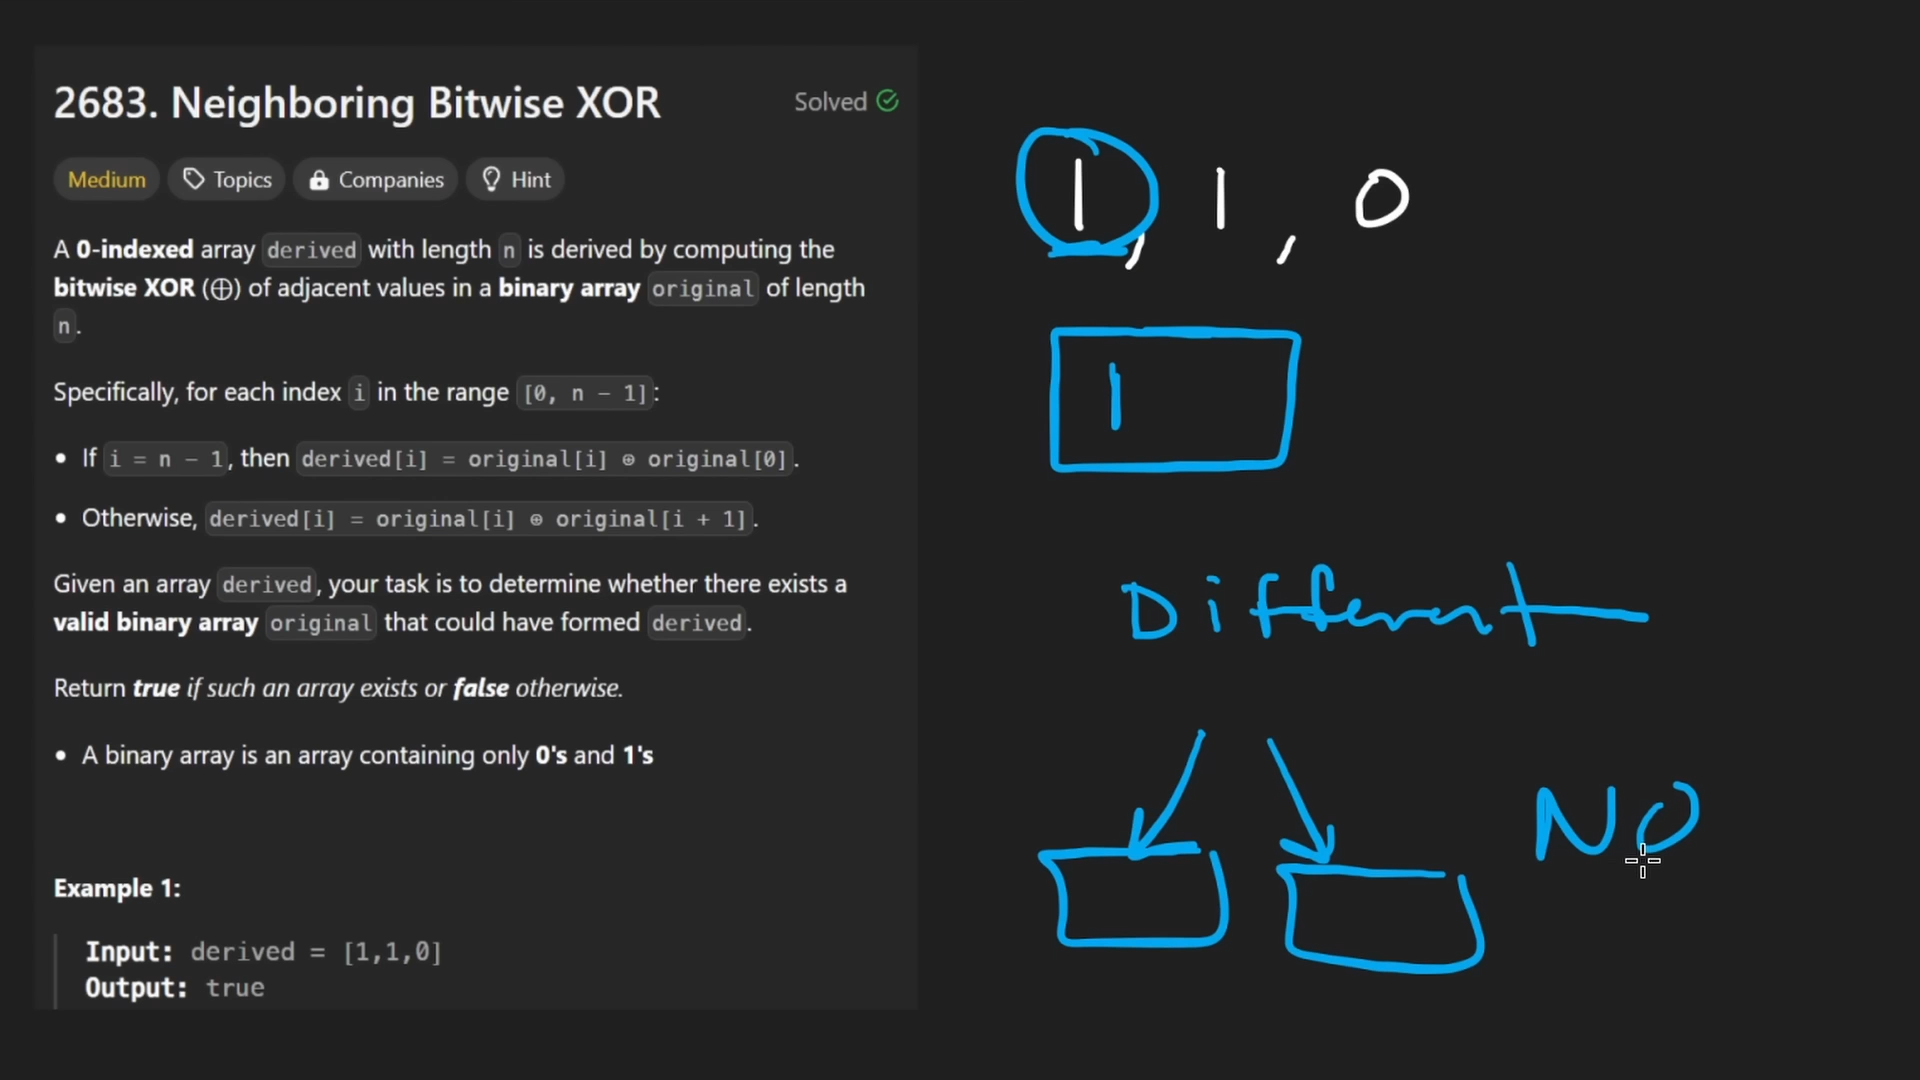 2683. Neighboring Bitwise XOR
Solved
Medium Topics Companies Hint
A 0-indexed array derived with length n is derived by computing the
bitwise XOR (⊕) of adjacent values in a binary array original of length
n.
Specifically, for each index i in the range [0, n - 1]:
• If i = n - 1, then derived[i] = original[i] ⊕ original[0].
• Otherwise, derived[i] = original[i] ⊕ original[i + 1].
Given an array derived, your task is to determine whether there exists a
valid binary array original that could have formed derived.
Return true if such an array exists or false otherwise.
• A binary array is an array containing only 0's and 1's
Example 1:
Input: derived = [1,1,0]
Output: true
1, 1, 0
1
Different
NO